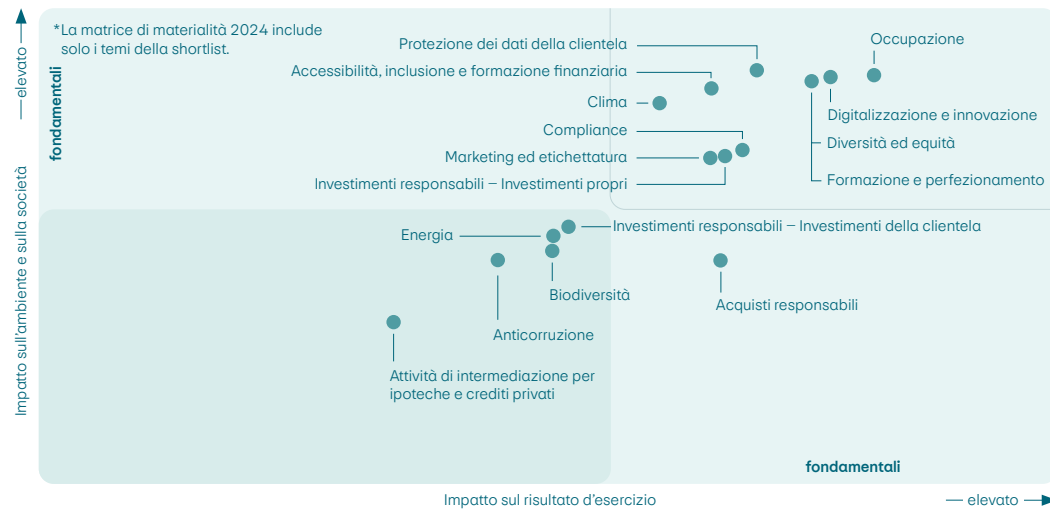 *La matrice di materialità 2024 include
solo i temi della shortlist.
elevato
fondamentali
Impatto sull'ambiente e sulla società
Protezione dei dati della clientela
Occupazione
Accessibilità, inclusione e formazione finanziaria
Clima
Digitalizzazione e innovazione
Compliance
Diversità ed equità
Marketing ed etichettatura
Investimenti responsabili – Investimenti propri
Formazione e perfezionamento
Investimenti responsabili – Investimenti della clientela
Energia
Biodiversità
Acquisti responsabili
Anticorruzione
Attività di intermediazione per
ipoteche e crediti privati
fondamentali
Impatto sul risultato d'esercizio
elevato